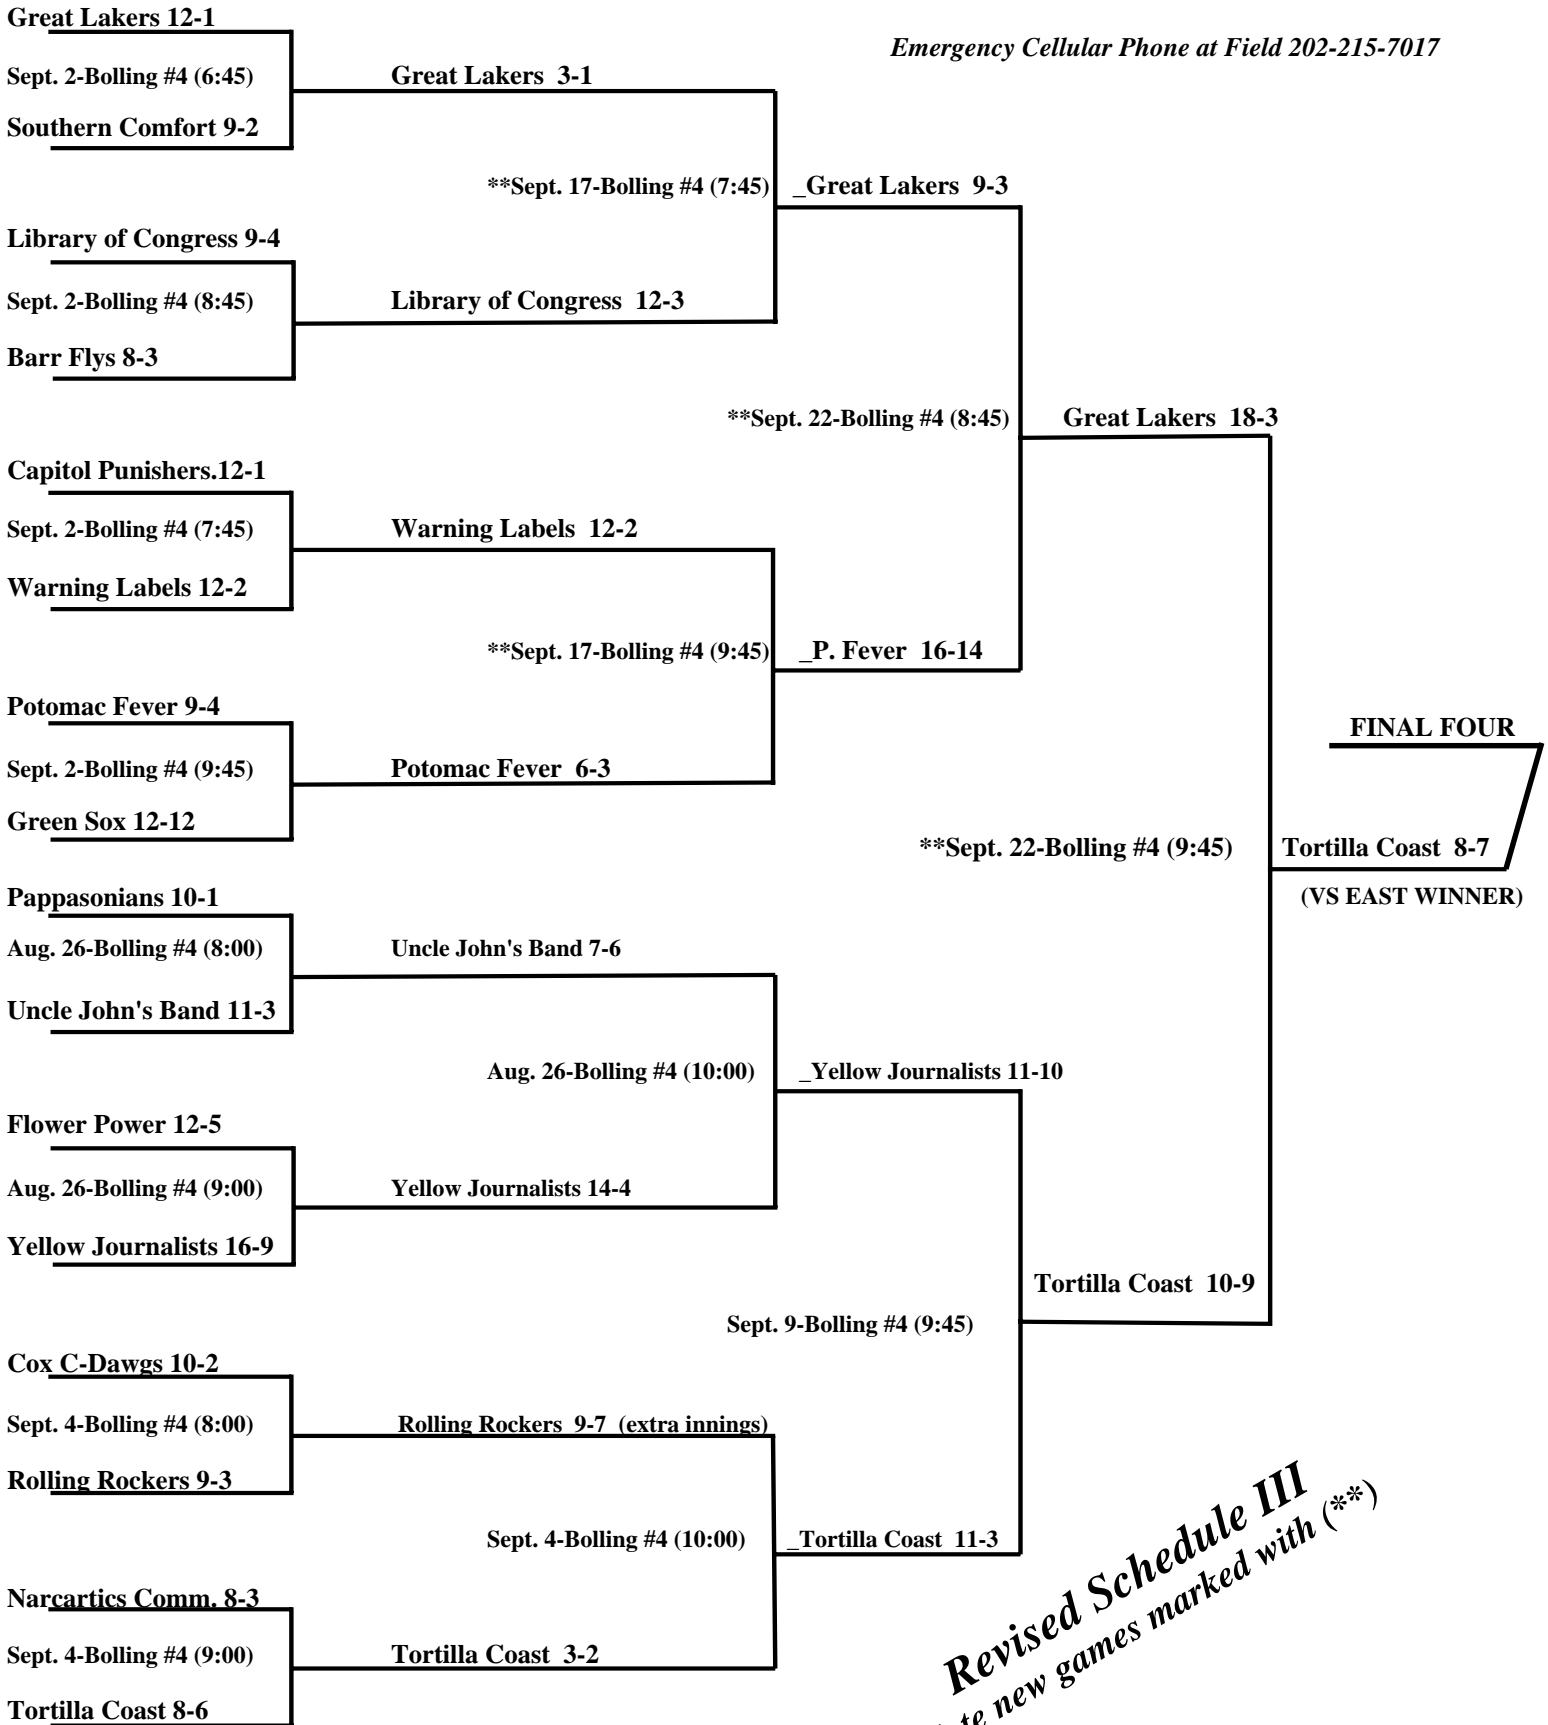 Great Lakers 12-1
Emergency Cellular Phone at Field 202-215-7017
Sept. 2-Bolling #4 (6:45)
Great Lakers 3-1
Southern Comfort 9-2
**Sept. 17-Bolling #4 (7:45)
_Great Lakers 9-3
Library of Congress 9-4
Sept. 2-Bolling #4 (8:45)
Library of Congress 12-3
Barr Flys 8-3
**Sept. 22-Bolling #4 (8:45)
Great Lakers 18-3
Capitol Punishers.12-1
Sept. 2-Bolling #4 (7:45)
Warning Labels 12-2
Warning Labels 12-2
**Sept. 17-Bolling #4 (9:45)
_P. Fever 16-14
Potomac Fever 9-4
FINAL FOUR
Sept. 2-Bolling #4 (9:45)
Potomac Fever 6-3
Green Sox 12-12
**Sept. 22-Bolling #4 (9:45)
Tortilla Coast 8-7
(VS EAST WINNER)
Pappasonians 10-1
Aug. 26-Bolling #4 (8:00)
Uncle John's Band 7-6
Uncle John's Band 11-3
Aug. 26-Bolling #4 (10:00)
_Yellow Journalists 11-10
Flower Power 12-5
Aug. 26-Bolling #4 (9:00)
Yellow Journalists 14-4
Yellow Journalists 16-9
Tortilla Coast 10-9
Sept. 9-Bolling #4 (9:45)
Cox C-Dawgs 10-2
Sept. 4-Bolling #4 (8:00)
Rolling Rockers 9-7 (extra innings)
Rolling Rockers 9-3
Sept. 4-Bolling #4 (10:00)
_Tortilla Coast 11-3
Narcartics Comm. 8-3
Sept. 4-Bolling #4 (9:00)
Tortilla Coast 3-2
Tortilla Coast 8-6
Revised Schedule III
new games marked with (**)